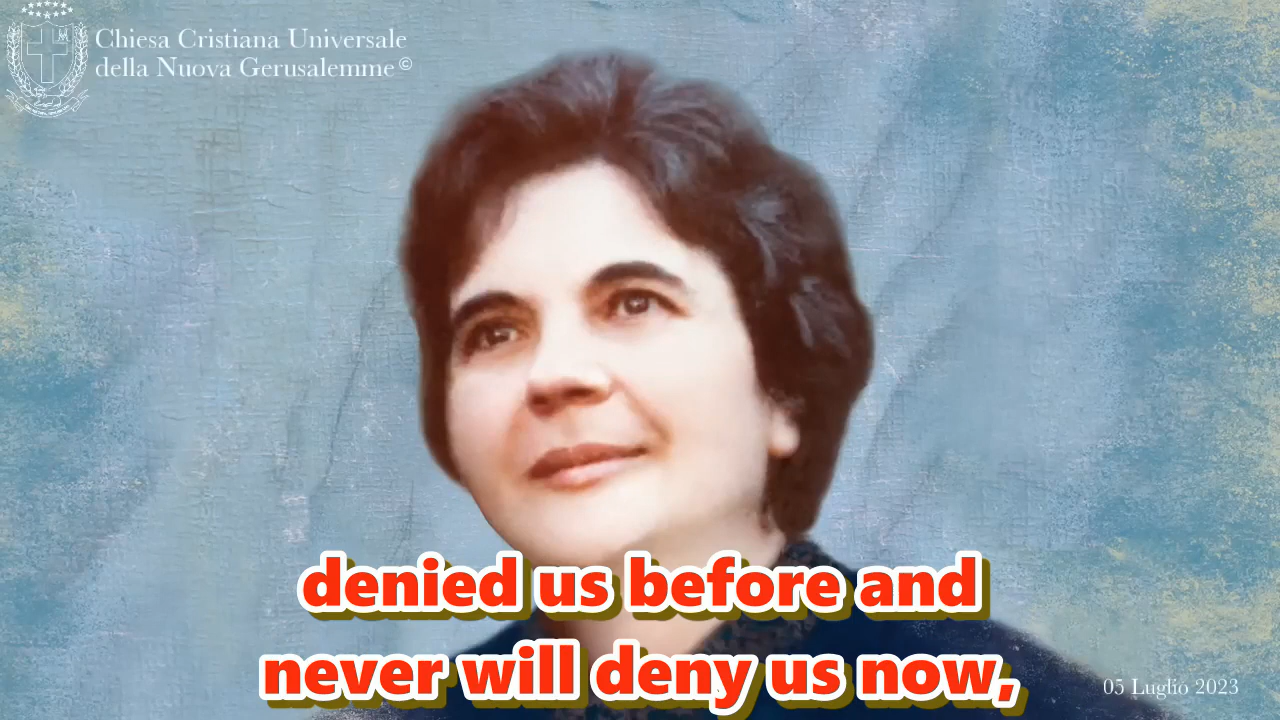 Chiesa Cristiana Universale
della Nuova Gerusalemme©
denied us before and
never will deny us now,
05 Luglio 2023